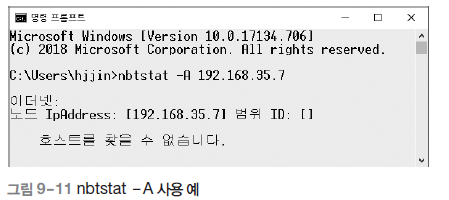 명령 프롬프트
Microsoft Windows [Version 10.0.17134.706]
(c) 2018 Microsoft Corporation. All rights reserved.
C:\Users\hjjin>nbtstat -A 192.168.35.7
이더넷:
노드 IpAddress: [192.168.35.7] 범위 ID: []
호스트를 찾을 수 없습니다.
그림 9-11 nbtstat -A 사용 예